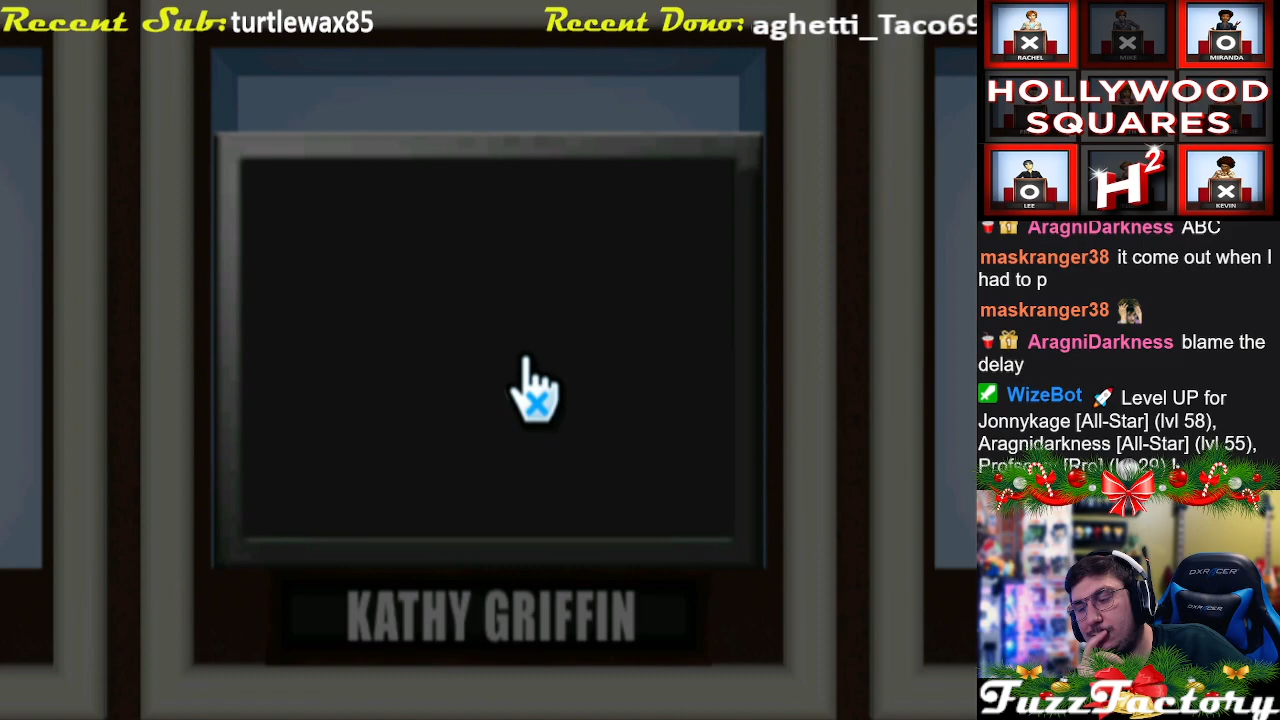 Recent Sub: turtlewax85
Recent Dono: aghetti_Taco69
RACHEL
MIKE
MIRANDA
HOLLYWOOD
SQUARES
H²
LEE
KEVIN
AragniDarkness ABC
maskranger38 it come out when I
had to p
maskranger38
AragniDarkness blame the
delay
WizeBot Level UP for
Jonnykage [All-Star] (lvl 58),
Aragnidarkness [All-Star] (lvl 55),
KATHY GRIFFIN
DXRACER
DXRACER
FuzzFactory